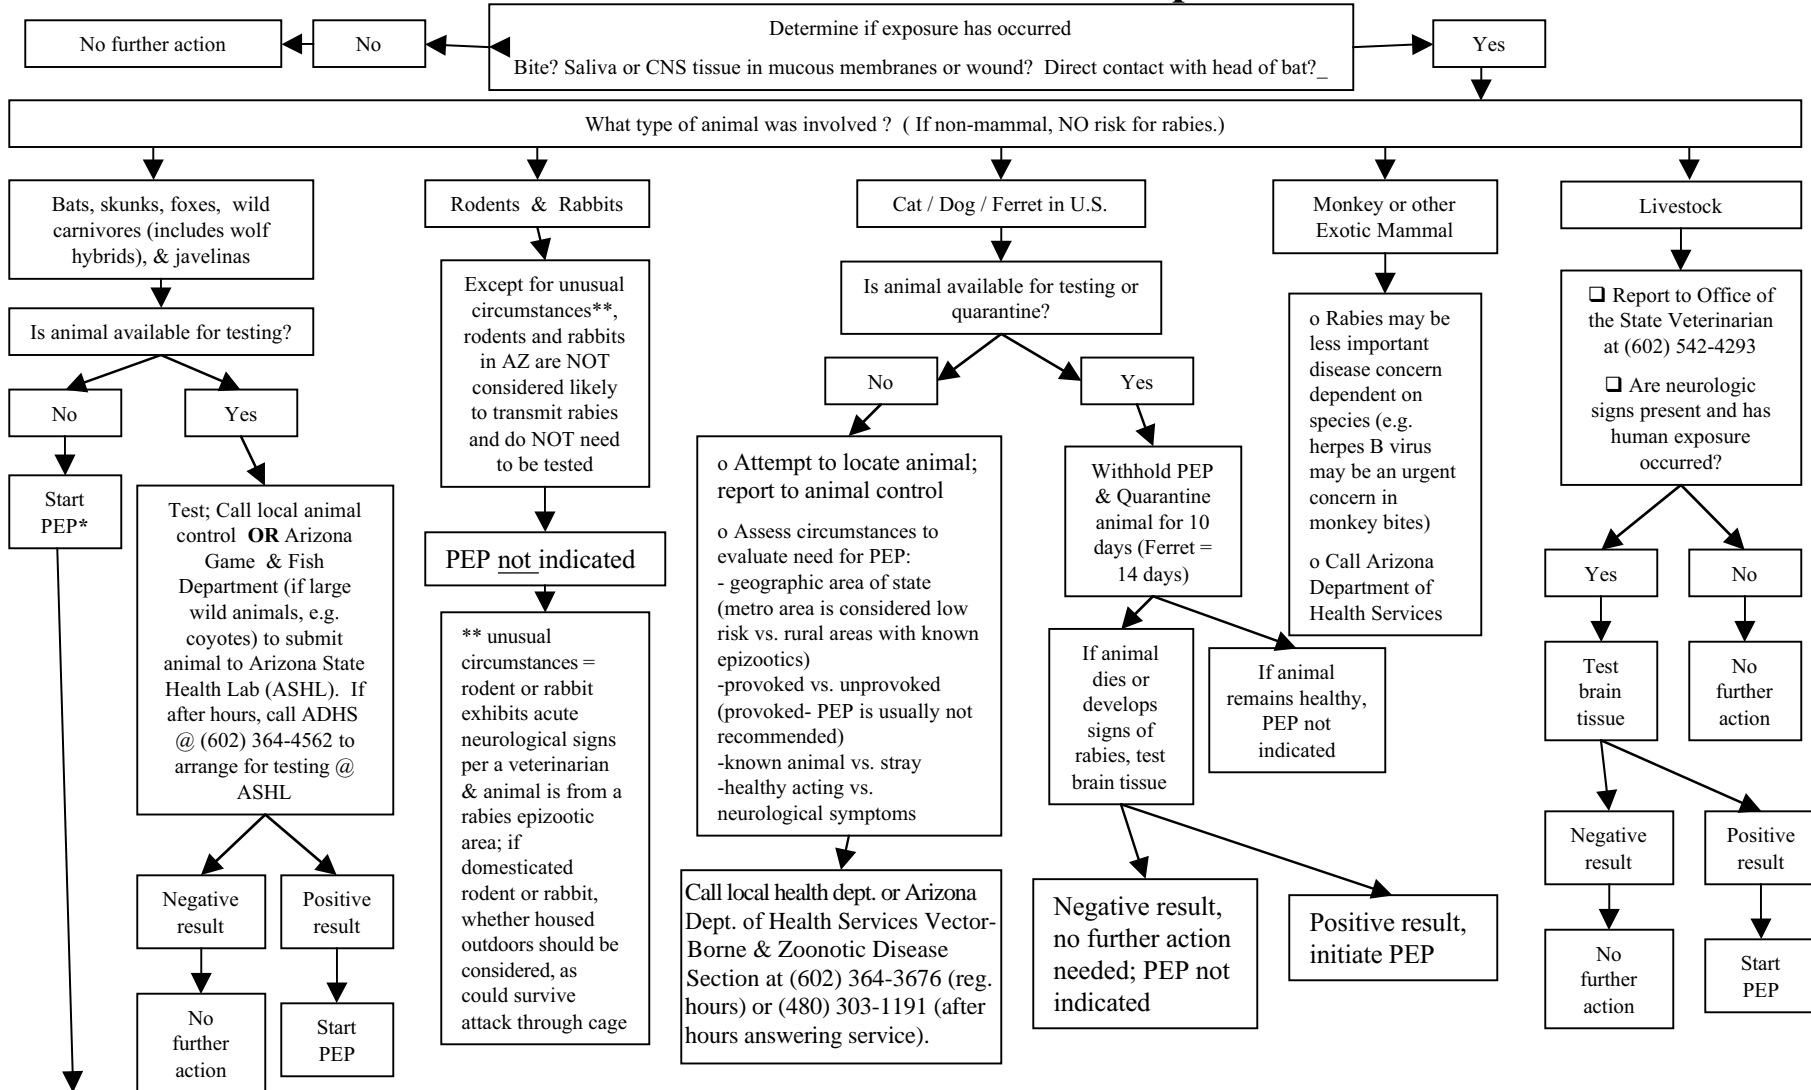 Determine if exposure has occurred
Bite? Saliva or CNS tissue in mucous membranes or wound?  Direct contact with head of bat?_
No
No further action
Yes
What type of animal was involved ?  ( If non-mammal, NO risk for rabies.)
Bats, skunks, foxes,  wild
carnivores (includes wolf
hybrids), & javelinas
Is animal available for testing?
No
Yes
Start
PEP*
Test; Call local animal
control  OR Arizona
Game  & Fish
Department (if large
wild animals, e.g.
coyotes) to submit
animal to Arizona State
Health Lab (ASHL).  If
after hours, call ADHS
@ (602) 364-4562 to
arrange for testing @
ASHL
Negative
result
Positive
result
No
further
action
Start
PEP
Rodents  &  Rabbits
Except for unusual
circumstances**,
rodents and rabbits
in AZ are NOT
considered likely
to transmit rabies
and do NOT need
to be tested
PEP not indicated
** unusual
circumstances =
rodent or rabbit
exhibits acute
neurological signs
per a veterinarian
& animal is from a
rabies epizootic
area; if
domesticated
rodent or rabbit,
whether housed
outdoors should be
considered, as
could survive
attack through cage
Cat / Dog / Ferret in U.S.
Is animal available for testing or
quarantine?
No
Yes
o Attempt to locate animal;
report to animal control
o Assess circumstances to
evaluate need for PEP:
- geographic area of state
(metro area is considered low
risk vs. rural areas with known
epizootics)
-provoked vs. unprovoked
(provoked- PEP is usually not
recommended)
-known animal vs. stray
-healthy acting vs.
neurological symptoms
Call local health dept. or Arizona
Dept. of Health Services Vector-
Borne & Zoonotic Disease
Section at (602) 364-3676 (reg.
hours) or (480) 303-1191 (after
hours answering service).
Withhold PEP
& Quarantine
animal for 10
days (Ferret =
14 days)
If animal
dies or
develops
signs of
rabies, test
brain tissue
If animal
remains healthy,
PEP not
indicated
Negative result,
no further action
needed; PEP not
indicated
Positive result,
initiate PEP
Monkey or other
Exotic Mammal
o Rabies may be
less important
disease concern
dependent on
species (e.g.
herpes B virus
may be an urgent
concern in
monkey bites)
o Call Arizona
Department of
Health Services
Livestock
❑ Report to Office of
the State Veterinarian
at (602) 542-4293
❑ Are neurologic
signs present and has
human exposure
occurred?
Yes
No
Test
brain
tissue
No
further
action
Negative
result
Positive
result
No
further
action
Start
PEP